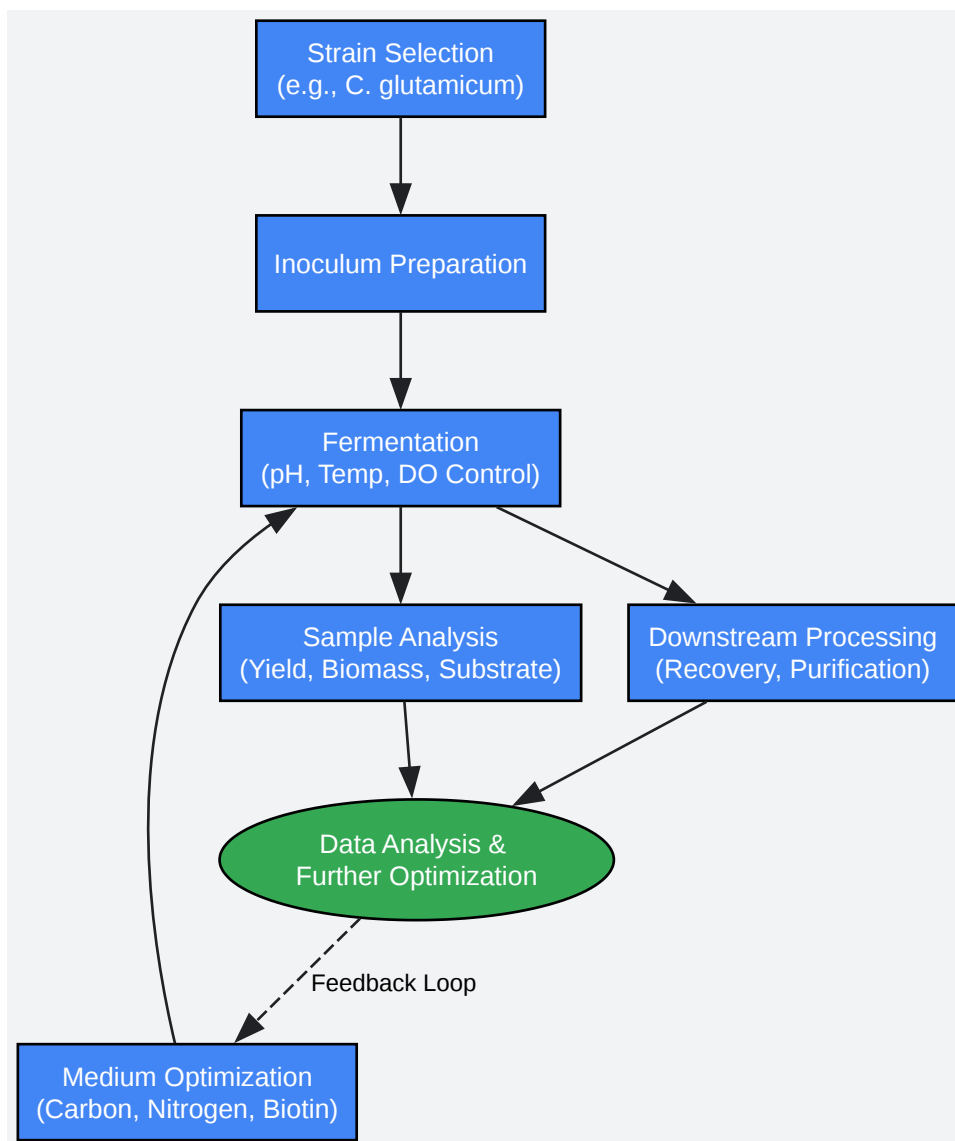 Strain Selection
(e.g., C. glutamicum)
Inoculum Preparation
Fermentation
(pH, Temp, DO Control)
Sample Analysis
(Yield, Biomass, Substrate)
Downstream Processing
(Recovery, Purification)
Data Analysis &
Further Optimization
Feedback Loop
Medium Optimization
(Carbon, Nitrogen, Biotin)